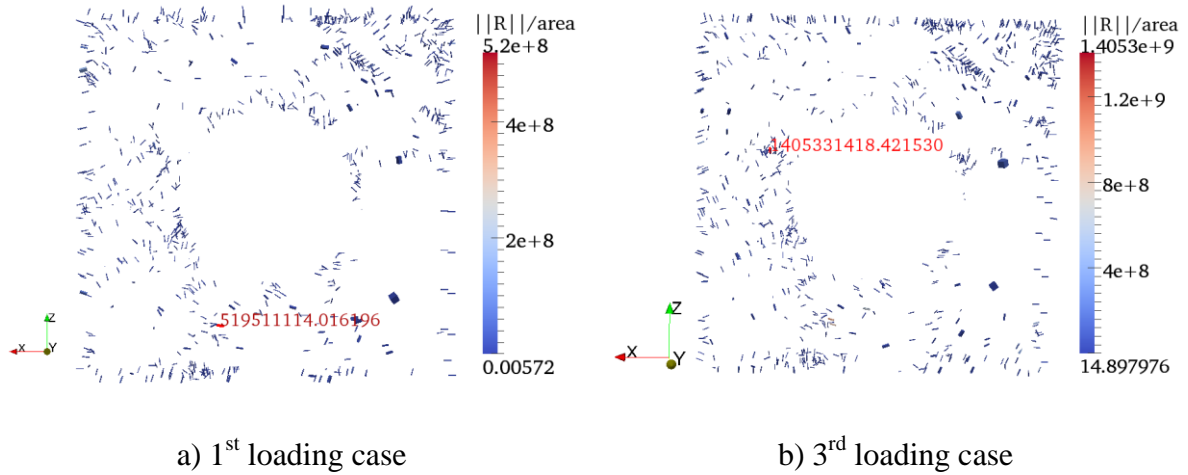 ||R||/area
5.2e+8
4e+8
2e+8
0.00572
519511114.016196
Z
X
Y
||R||/area
1.4053e+9
1.2e+9
8e+8
4e+8
14.897976
1405331418.421530
Z
X
Y
a) 1st loading case
b) 3rd loading case